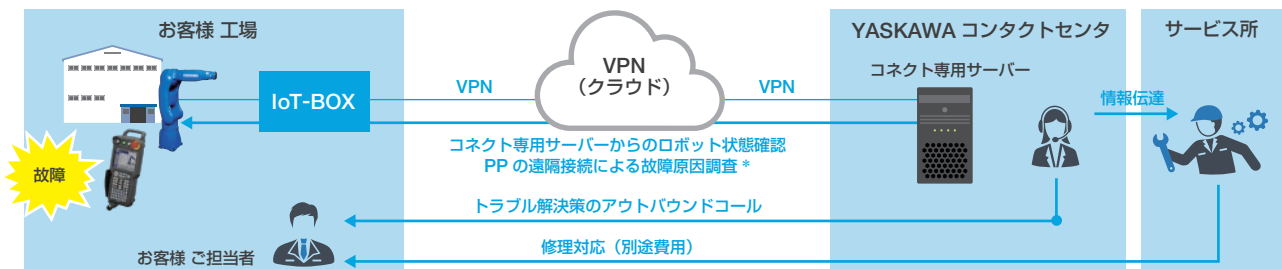 お客様 工場
YASKAWA コンタクトセンタ
サービス所
VPN
(クラウド)
コネクト専用サーバー
IoT-BOX
VPN
VPN
情報伝達
コネクト専用サーバーからのロボット状態確認
PP の遠隔接続による故障原因調査 *
故障
トラブル解決策のアウトバウンドコール
修理対応（別途費用）
お客様 ご担当者